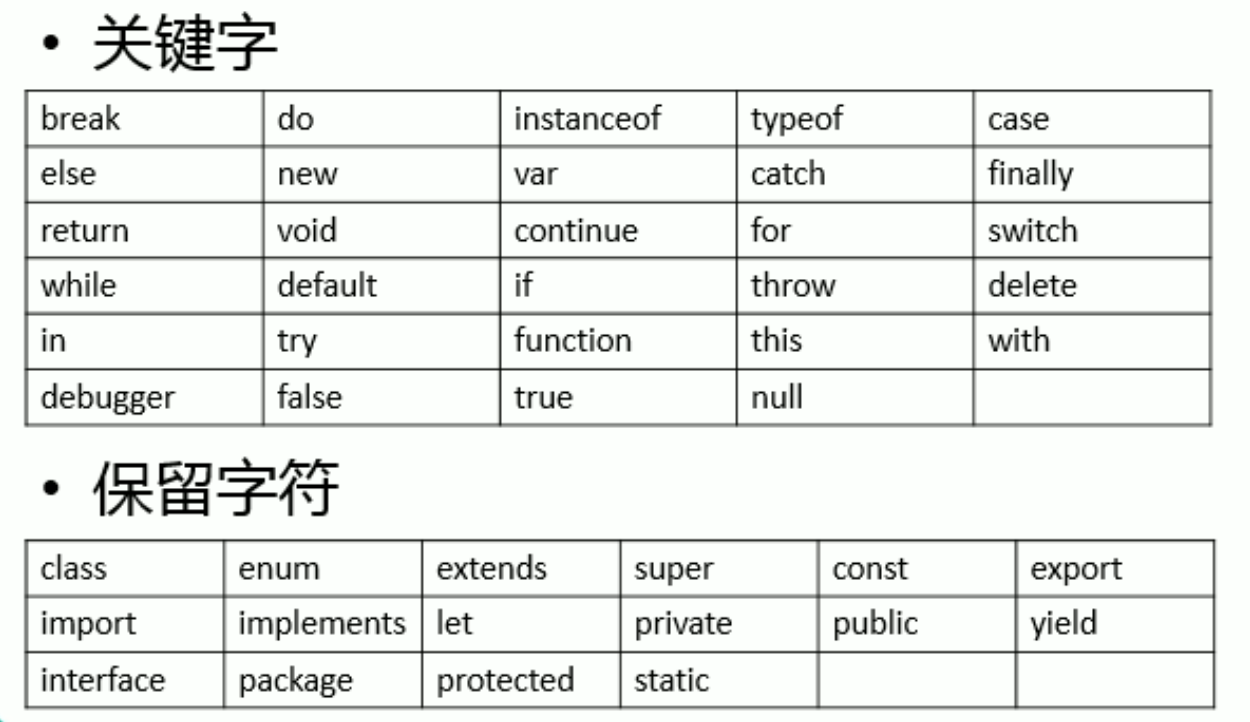 • 关键字
break do instanceof typeof case
else new var catch finally
return void continue for switch
while default if throw delete
in try function this with
debugger false true null
• 保留字符
class enum extends super const export
import implements let private public yield
interface package protected static